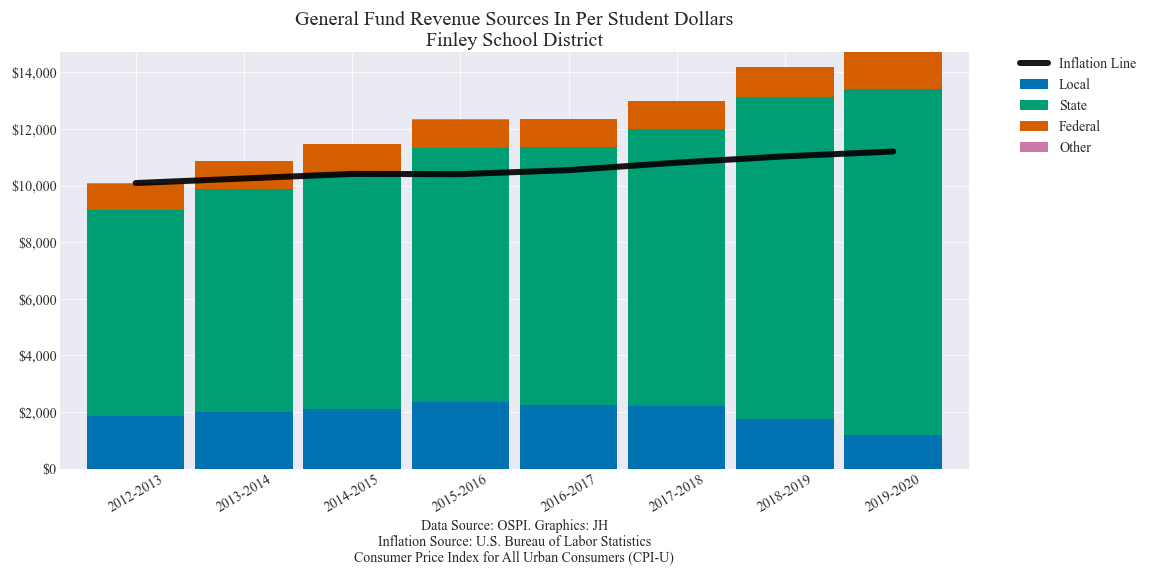 General Fund Revenue Sources In Per Student Dollars
Finley School District
$14,000
$12,000
$10,000
$8,000
$6,000
$4,000
$2,000
$0
Inflation Line
Local
State
Federal
Other
2012-2013
2013-2014
2014-2015
2015-2016
2016-2017
2017-2018
2018-2019
2019-2020
Data Source: OSPI. Graphics: JH
Inflation Source: U.S. Bureau of Labor Statistics
Consumer Price Index for All Urban Consumers (CPI-U)